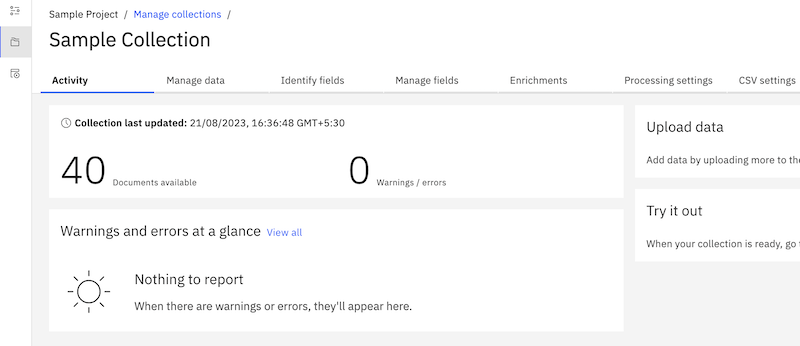 Sample Project / Manage collections /
Sample Collection
Activity Manage data Identify fields Manage fields Enrichments Processing settings CSV settings
Collection last updated: 21/08/2023, 16:36:48 GMT+5:30
40 Documents available
0 Warnings / errors
Upload data
Add data by uploading more to the
Try it out
When your collection is ready, go
Warnings and errors at a glance View all
Nothing to report
When there are warnings or errors, they'll appear here.